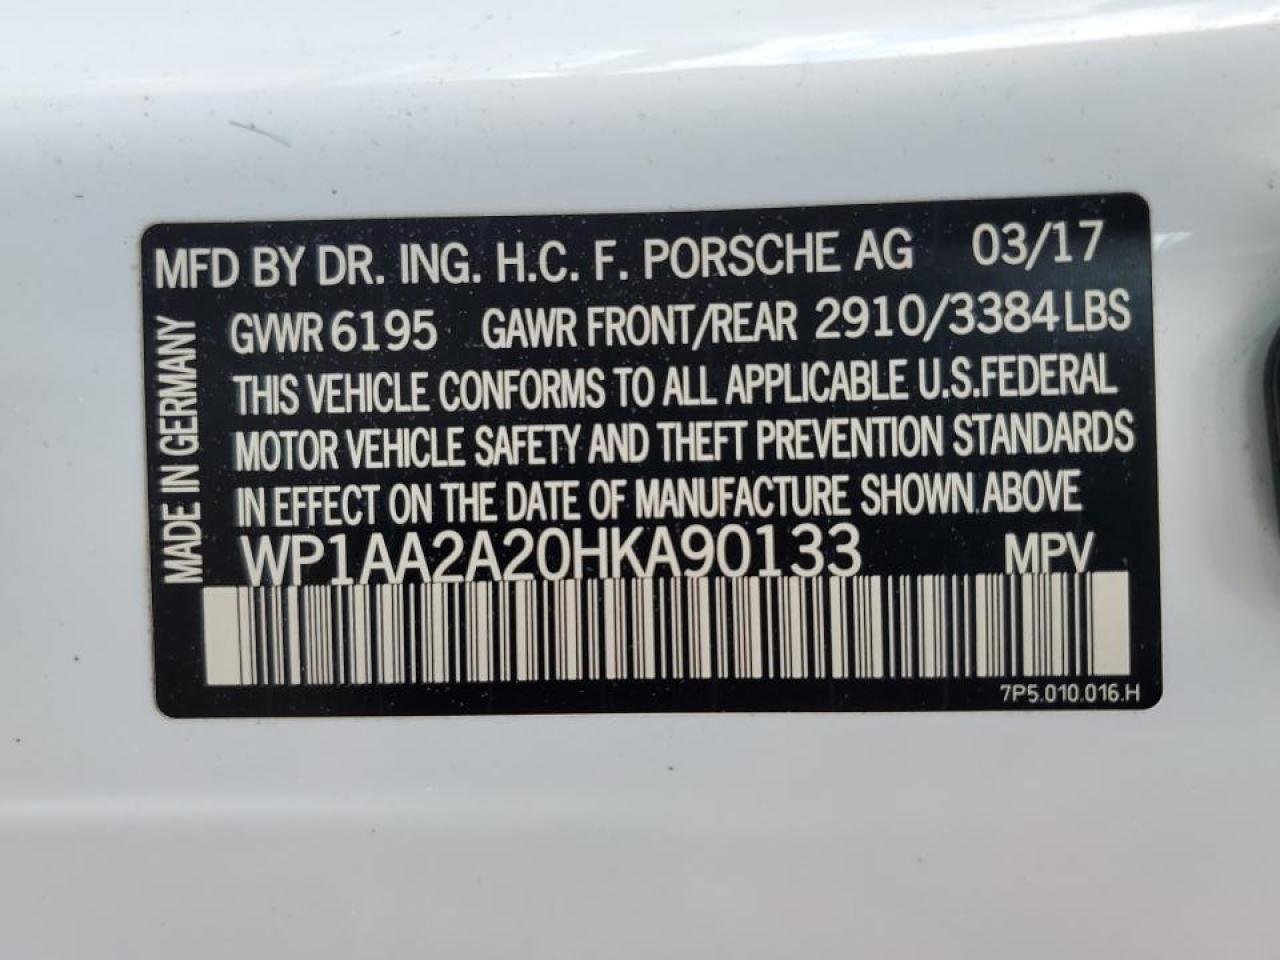 MFD BY DR. ING. H.C. F. PORSCHE AG 03/17
GVWR 6195 GAWR FRONT/REAR 2910/3384LBS
THIS VEHICLE CONFORMS TO ALL APPLICABLE U.S.FEDERAL
MOTOR VEHICLE SAFETY AND THEFT PREVENTION STANDARDS
IN EFFECT ON THE DATE OF MANUFACTURE SHOWN ABOVE
WP1AA2A20HKA90133 MPV
7P5.010.016.H
MADE IN GERMANY